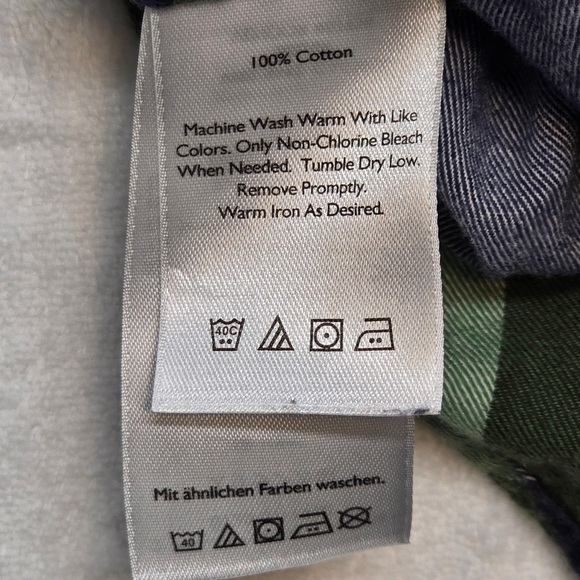 100% Cotton
Machine Wash Warm With Like
Colors. Only Non-Chlorine Bleach
When Needed. Tumble Dry Low.
Remove Promptly.
Warm Iron As Desired.
40C
Mit ähnlichen Farben waschen.
40